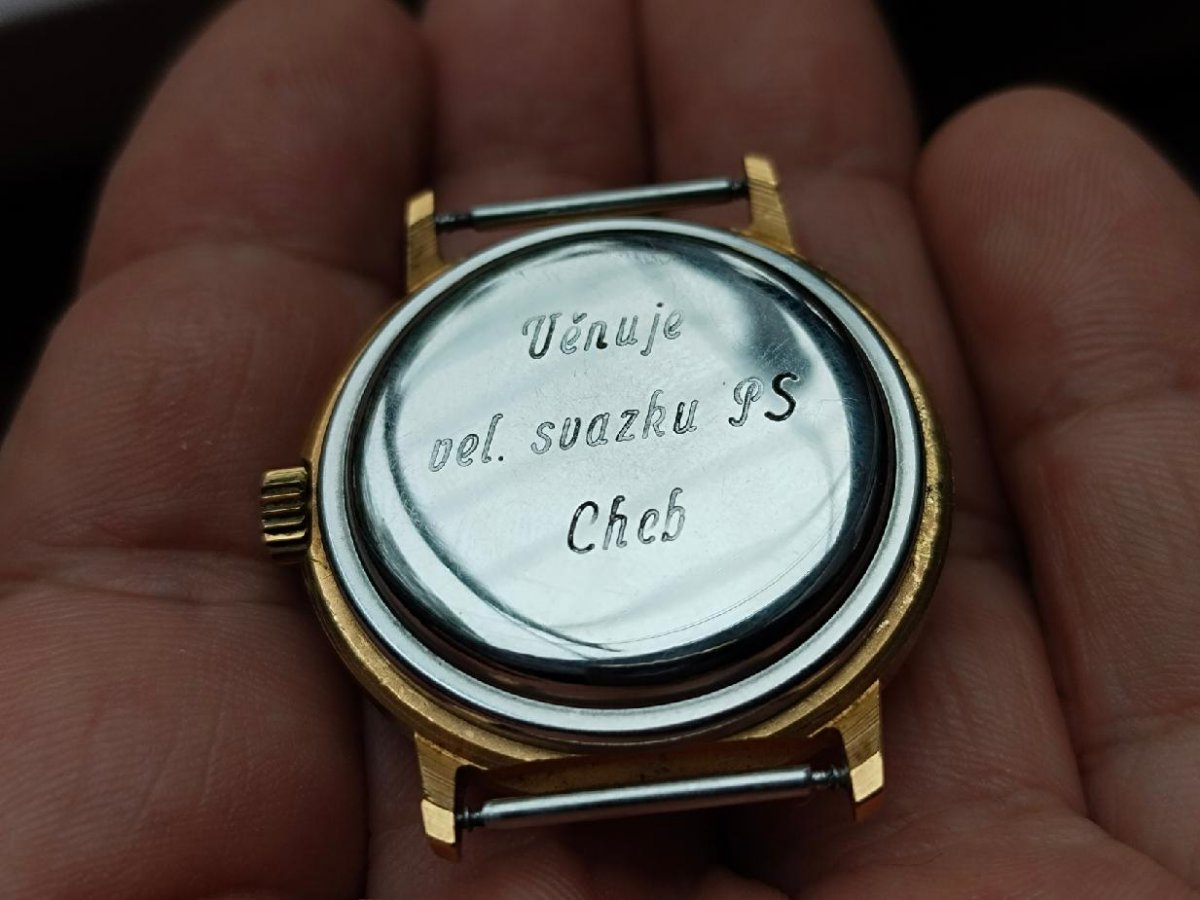 Věnuje
vel. svazku PS
Cheb